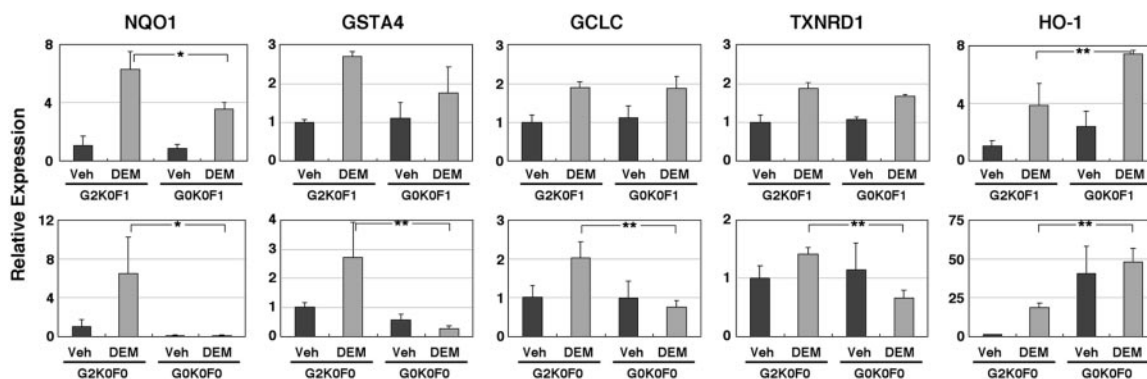 NQO1 GSTA4 GCLC TXNRD1 HO-1
Relative Expression
8 3 3 3 8
* **
2 2 2
4 4
1 1 1
0 0 0 0 0
Veh DEM Veh DEM Veh DEM Veh DEM Veh DEM Veh DEM Veh DEM Veh DEM Veh DEM Veh DEM
G2K0F1 G0K0F1 G2K0F1 G0K0F1 G2K0F1 G0K0F1 G2K0F1 G0K0F1 G2K0F1 G0K0F1
12 4 3 2 75
* ** ** ** **
8 3 2 50
2 1
4 1 1 25
0 0 0 0 0
Veh DEM Veh DEM Veh DEM Veh DEM Veh DEM Veh DEM Veh DEM Veh DEM Veh DEM Veh DEM
G2K0F0 G0K0F0 G2K0F0 G0K0F0 G2K0F0 G0K0F0 G2K0F0 G0K0F0 G2K0F0 G0K0F0